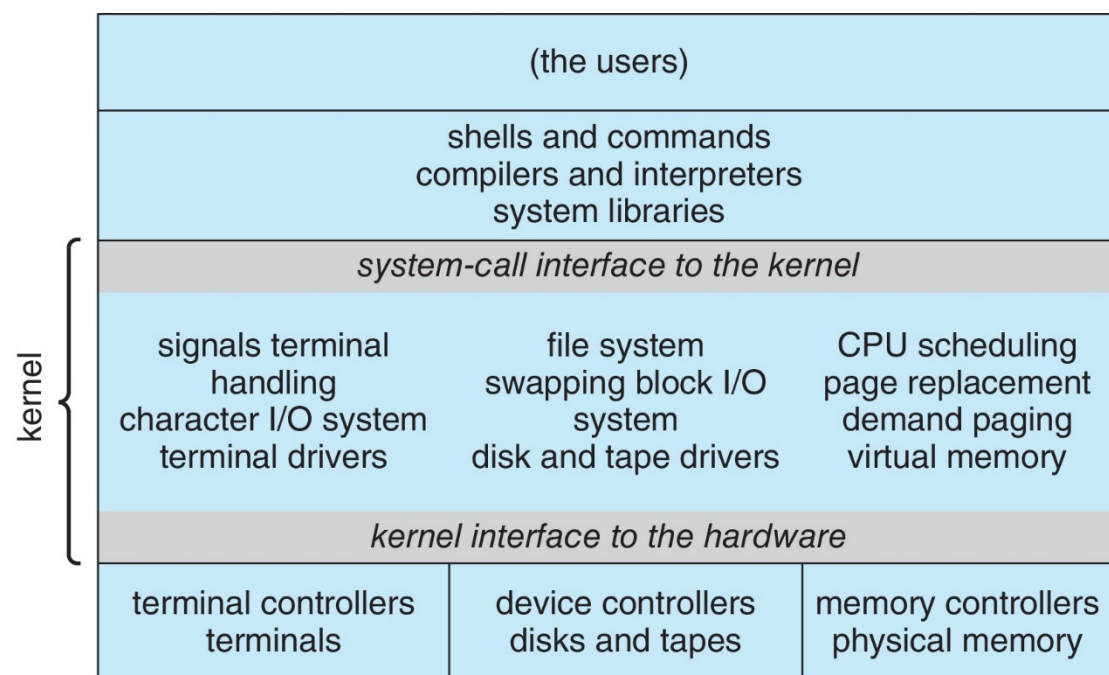 (the users)
shells and commands
compilers and interpreters
system libraries
system-call interface to the kernel
kernel
signals terminal
handling
character I/O system
terminal drivers
file system
swapping block I/O
system
disk and tape drivers
CPU scheduling
page replacement
demand paging
virtual memory
kernel interface to the hardware
terminal controllers
terminals
device controllers
disks and tapes
memory controllers
physical memory